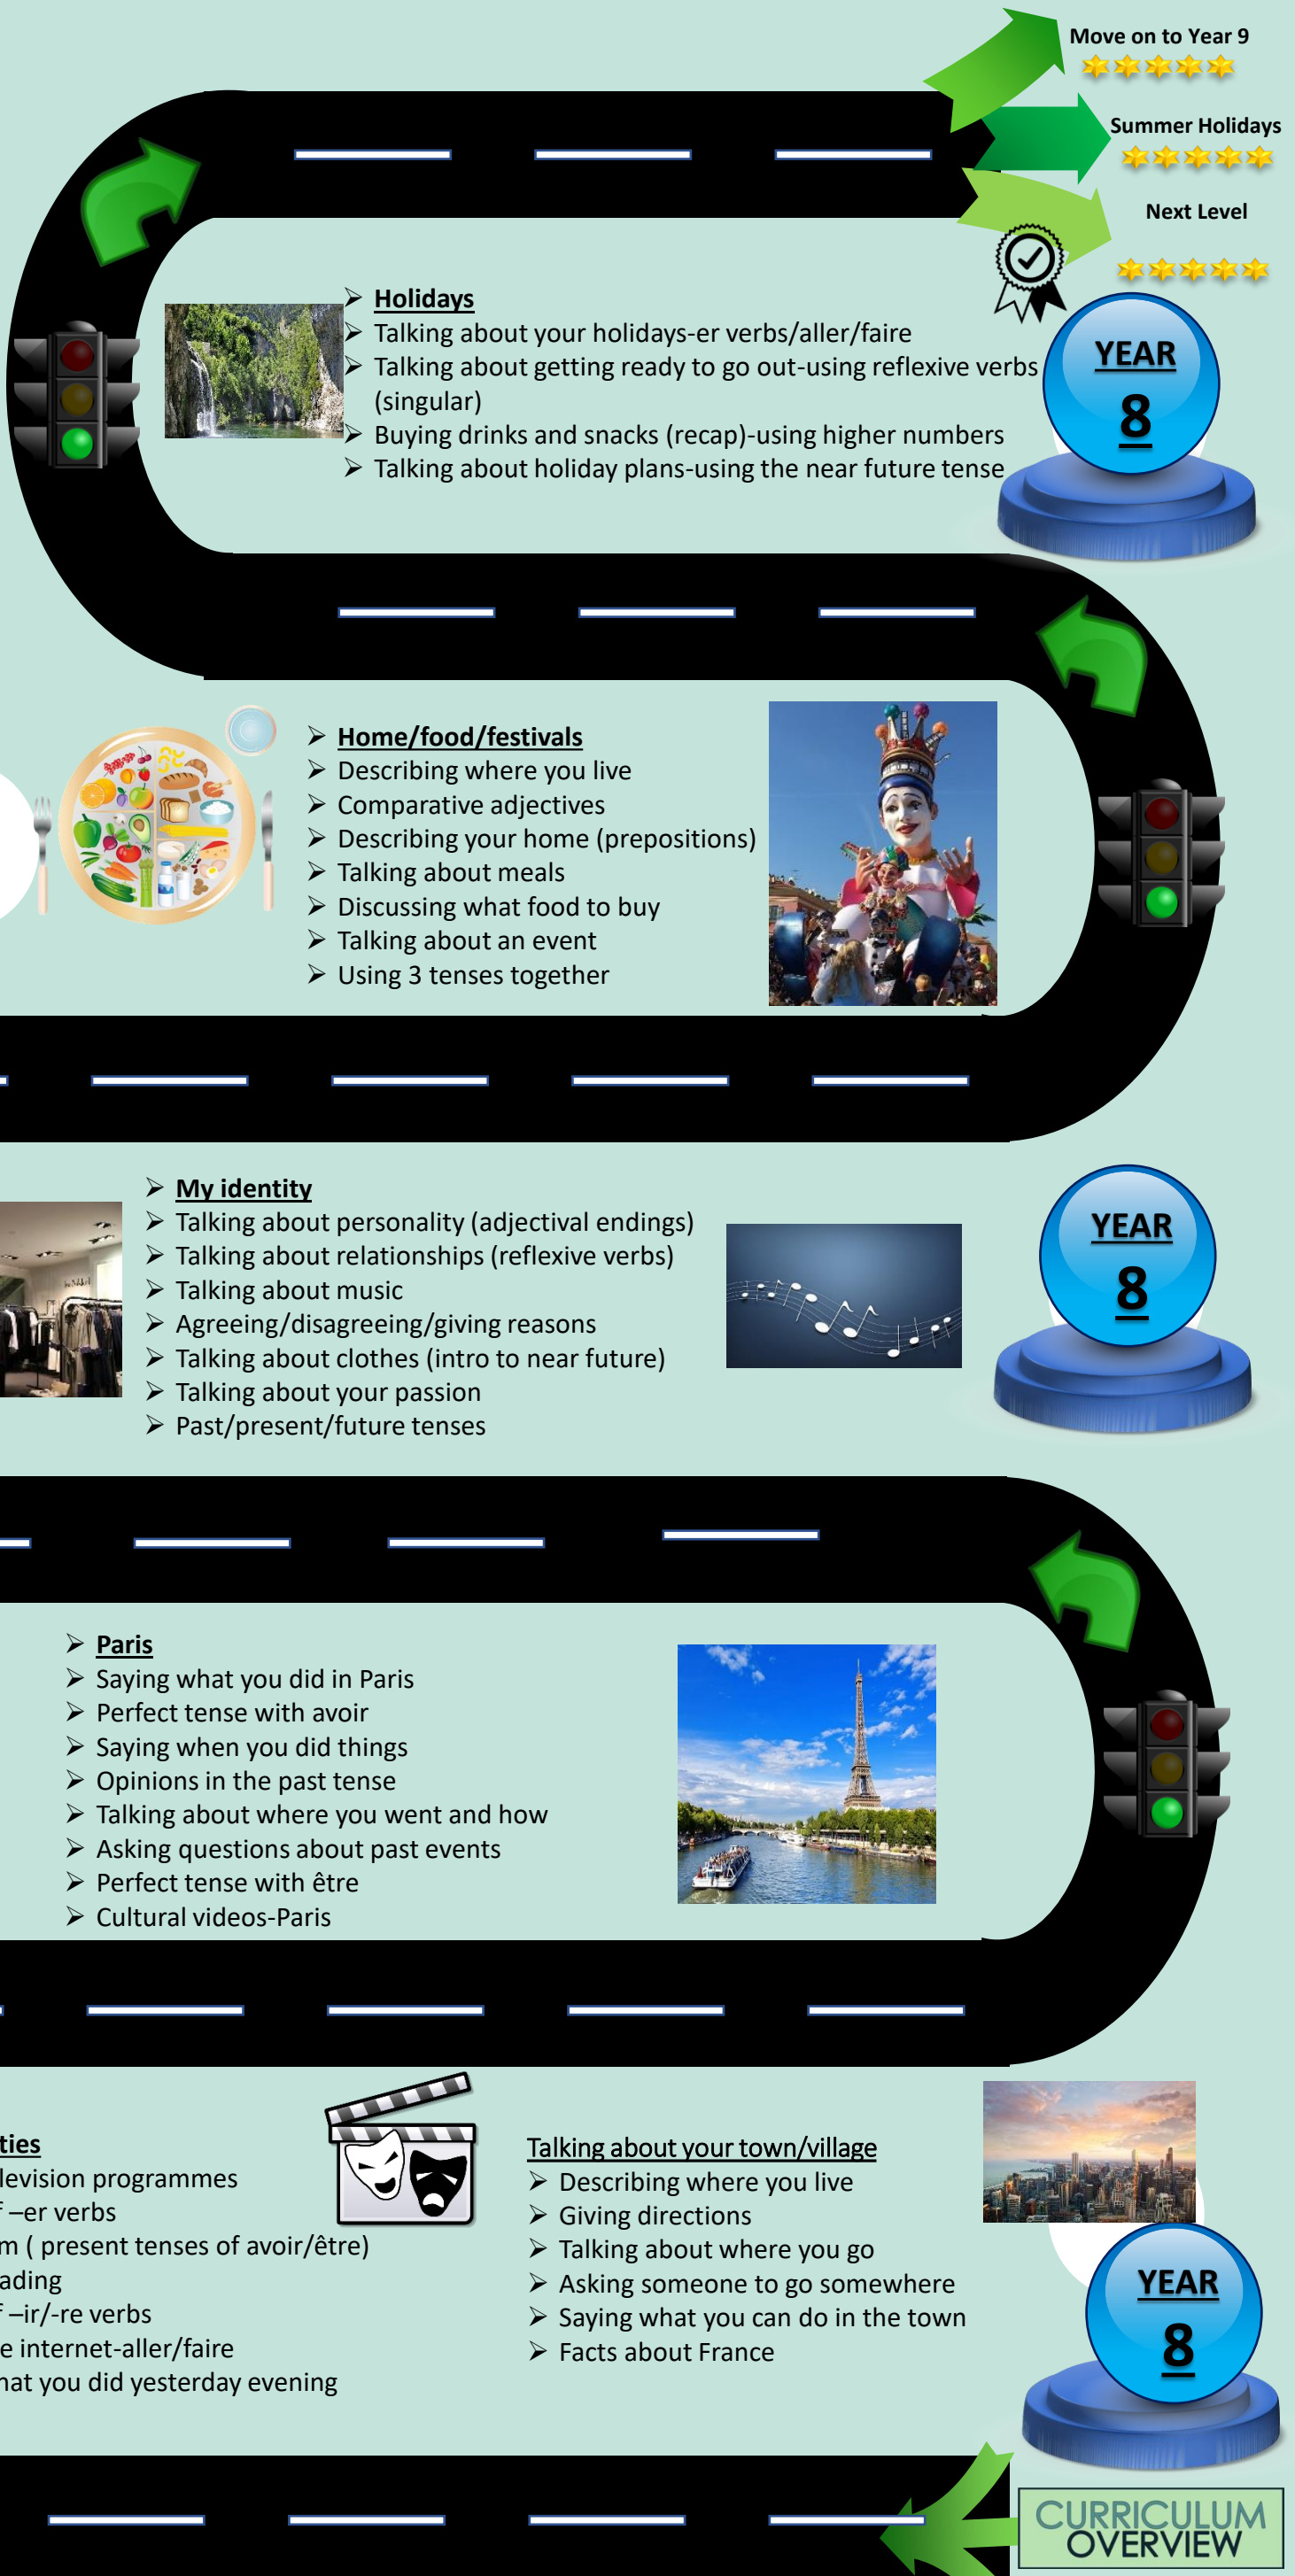 Move on to Year 9
Summer Holidays
Next Level
Holidays
Talking about your holidays-er verbs/aller/faire
Talking about getting ready to go out-using reflexive verbs
(singular)
Buying drinks and snacks (recap)-using higher numbers
Talking about holiday plans-using the near future tense
YEAR
8
Home/food/festivals
Describing where you live
Comparative adjectives
Describing your home (prepositions)
Talking about meals
Discussing what food to buy
Talking about an event
Using 3 tenses together
My identity
Talking about personality (adjectival endings)
Talking about relationships (reflexive verbs)
Talking about music
Agreeing/disagreeing/giving reasons
Talking about clothes (intro to near future)
Talking about your passion
Past/present/future tenses
YEAR
8
Paris
Saying what you did in Paris
Perfect tense with avoir
Saying when you did things
Opinions in the past tense
Talking about where you went and how
Asking questions about past events
Perfect tense with être
Cultural videos-Paris
ties
levision programmes
f –er verbs
m ( present tenses of avoir/être)
ading
f –ir/-re verbs
e internet-aller/faire
hat you did yesterday evening
Talking about your town/village
Describing where you live
Giving directions
Talking about where you go
Asking someone to go somewhere
Saying what you can do in the town
Facts about France
YEAR
8
CURRICULUM
OVERVIEW